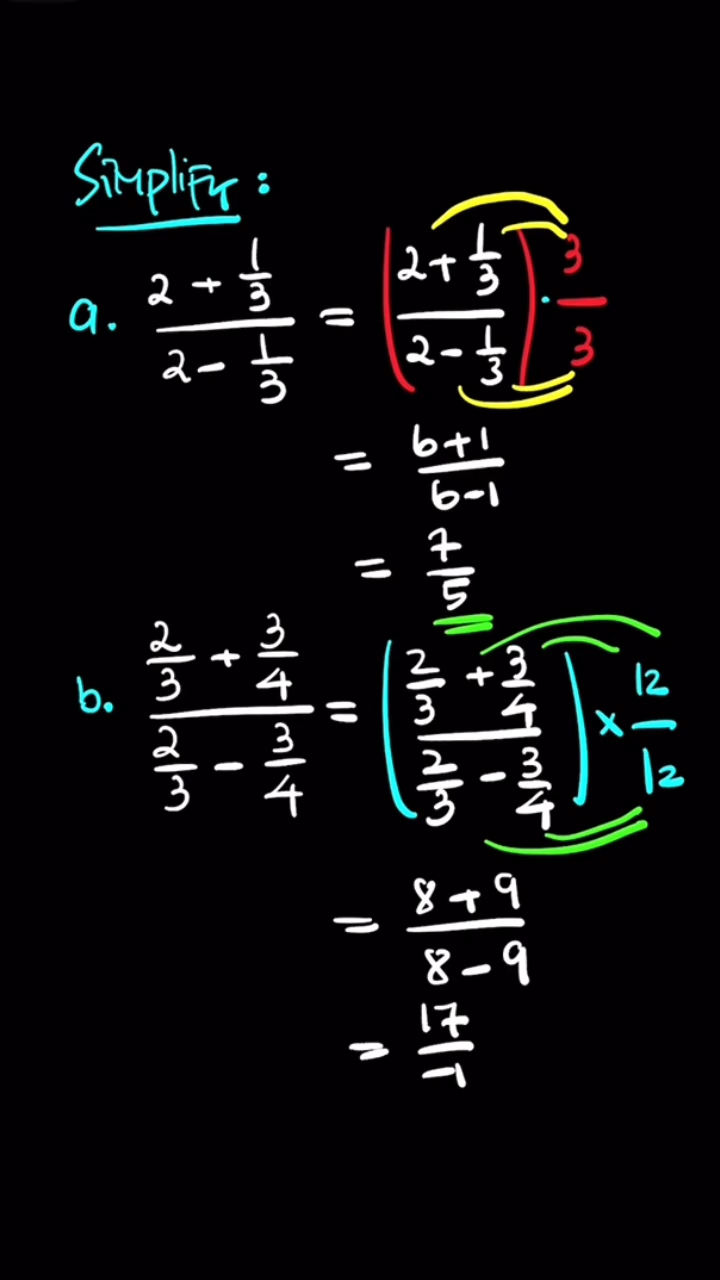 Simplify:
a. (2 + 1/3)/(2 - 1/3) = ((2 + 1/3)/(2 - 1/3)) · 3/3
= (6+1)/(6-1)
= 7/5
b. (2/3 + 3/4)/(2/3 - 3/4) = ((2/3 + 3/4)/(2/3 - 3/4)) × 12/12
= (8+9)/(8-9)
= 17/-1